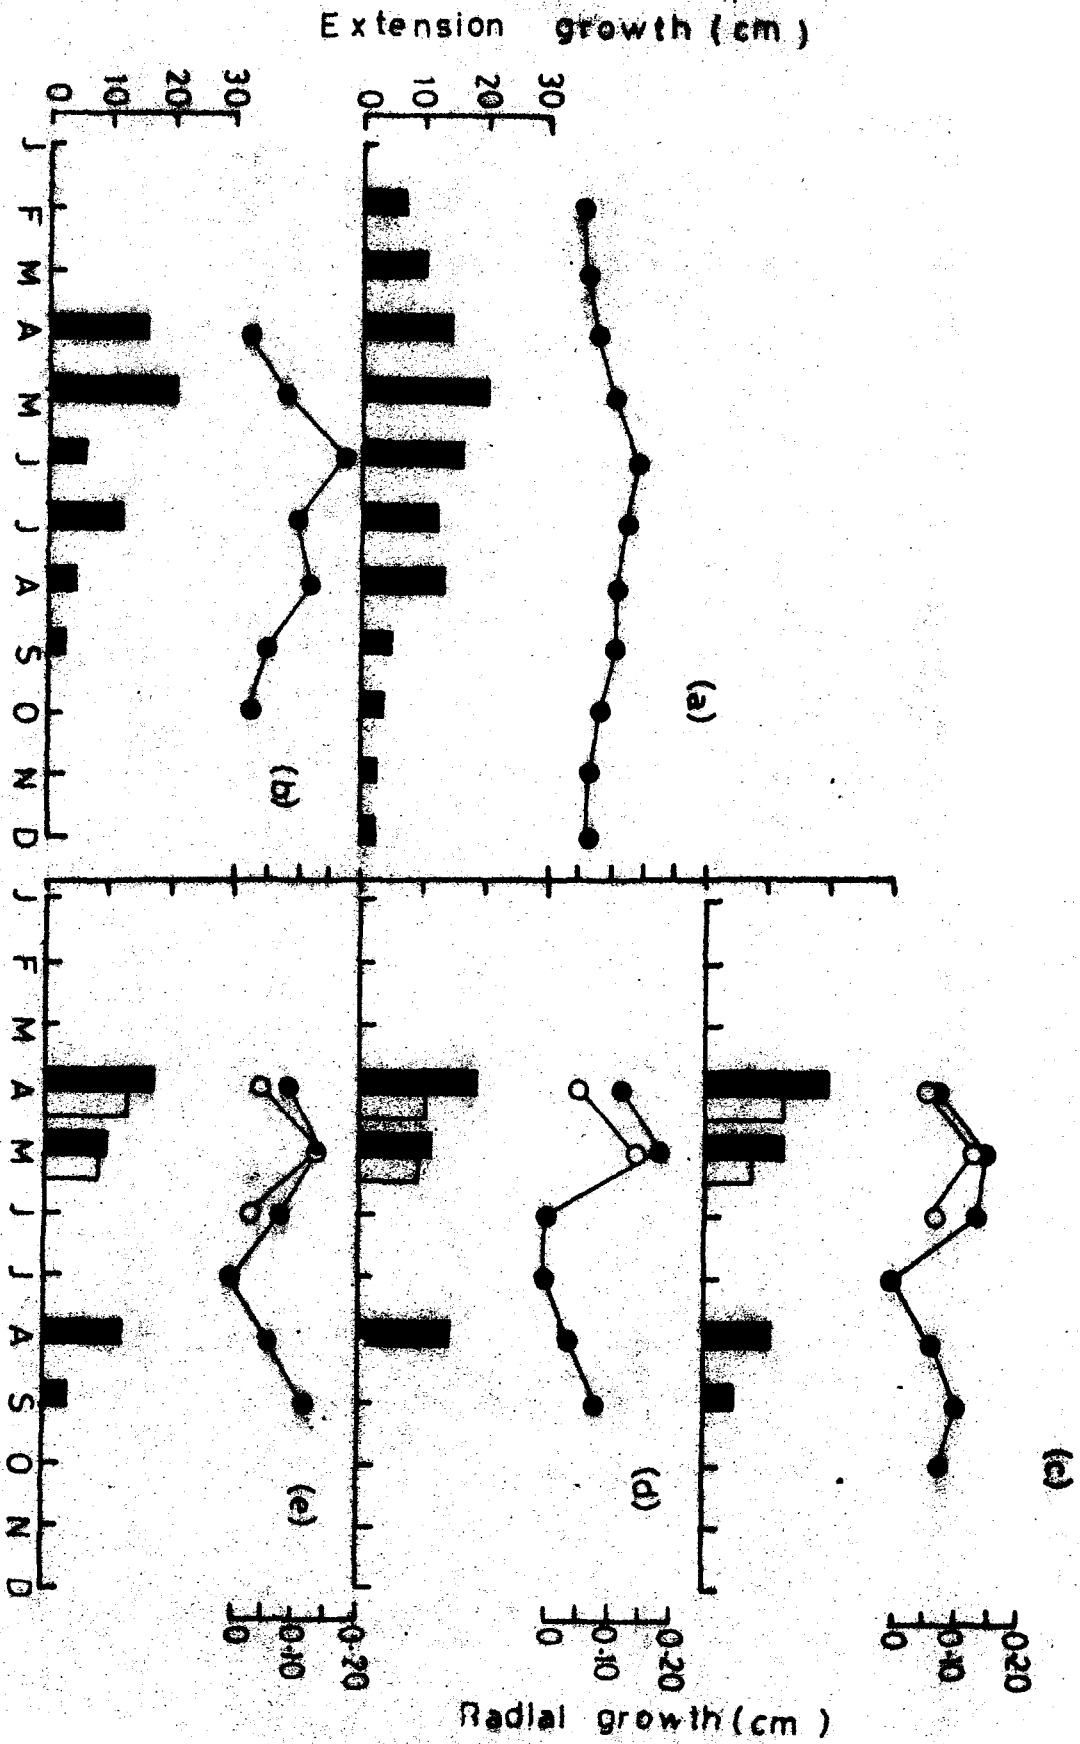 Extension growth (cm)
0 10 20 30
0 10 20 30
(a)
(b)
J F M A M J J A S O N D
(c)
(d)
(e)
J F M A M J J A S O N D
0 0·10 0·20
0 0·10 0·20
0 0·10 0·20
Radial growth (cm)